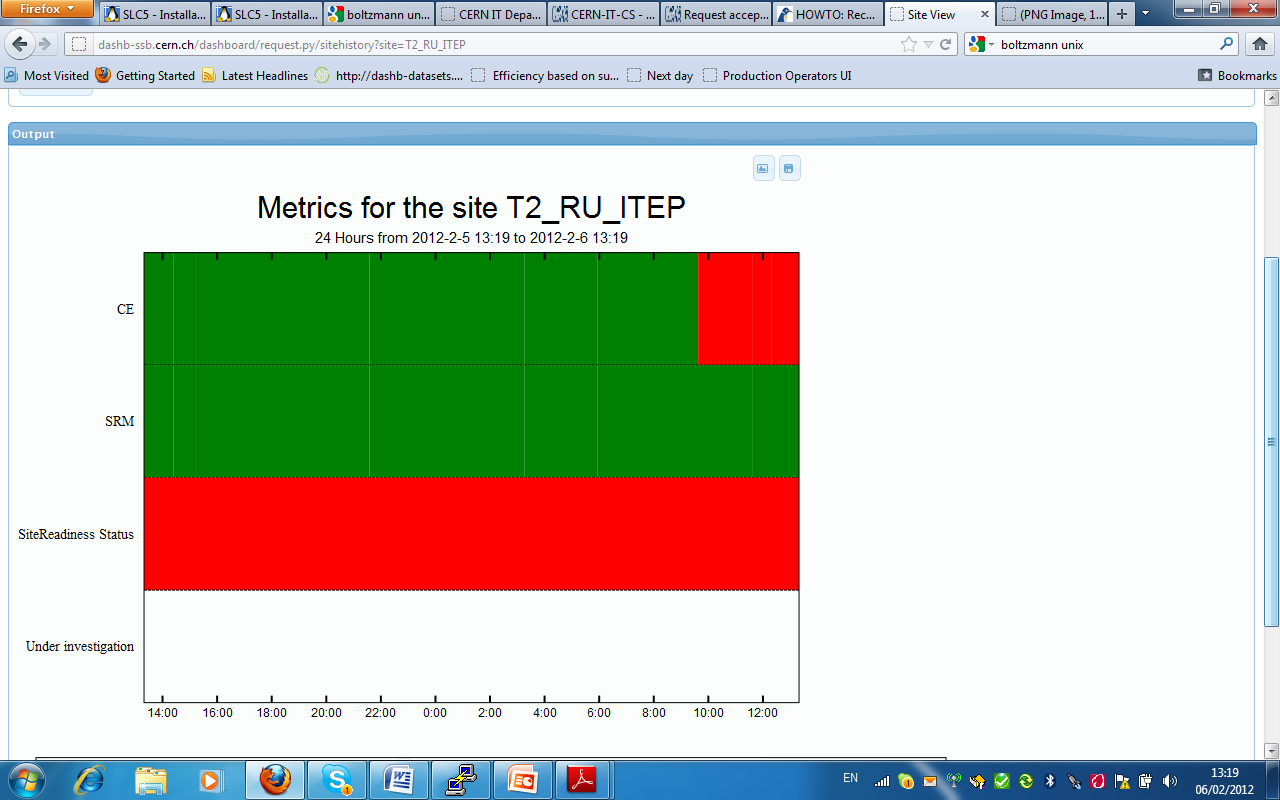 Firefox
SLC5 - Installa...
SLC5 - Installa...
boltzmann un...
CERN IT Depa...
CERN-IT-CS - ...
Request accep...
HOWTO: Rec...
Site View
(PNG Image, 1...
dashb-ssb.cern.ch/dashboard/request.py/sitehistory?site=T2_RU_ITEP
boltzmann unix
Most Visited
Getting Started
Latest Headlines
http://dashb-datasets....
Efficiency based on su...
Next day
Production Operators UI
Bookmarks
Output
Metrics for the site T2_RU_ITEP
24 Hours from 2012-2-5 13:19 to 2012-2-6 13:19
CE
SRM
SiteReadiness Status
Under investigation
14:00 16:00 18:00 20:00 22:00 0:00 2:00 4:00 6:00 8:00 10:00 12:00
EN
13:19
06/02/2012